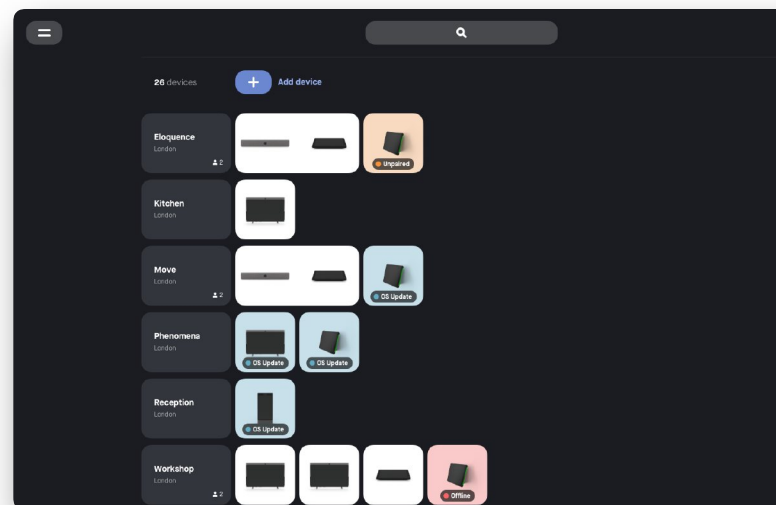 26 devices
Add device
Eloquence
London
2
Unpaired
Kitchen
London
Move
London
2
OS Update
Phenomena
London
OS Update
OS Update
Reception
London
OS Update
Workshop
London
2
Offline